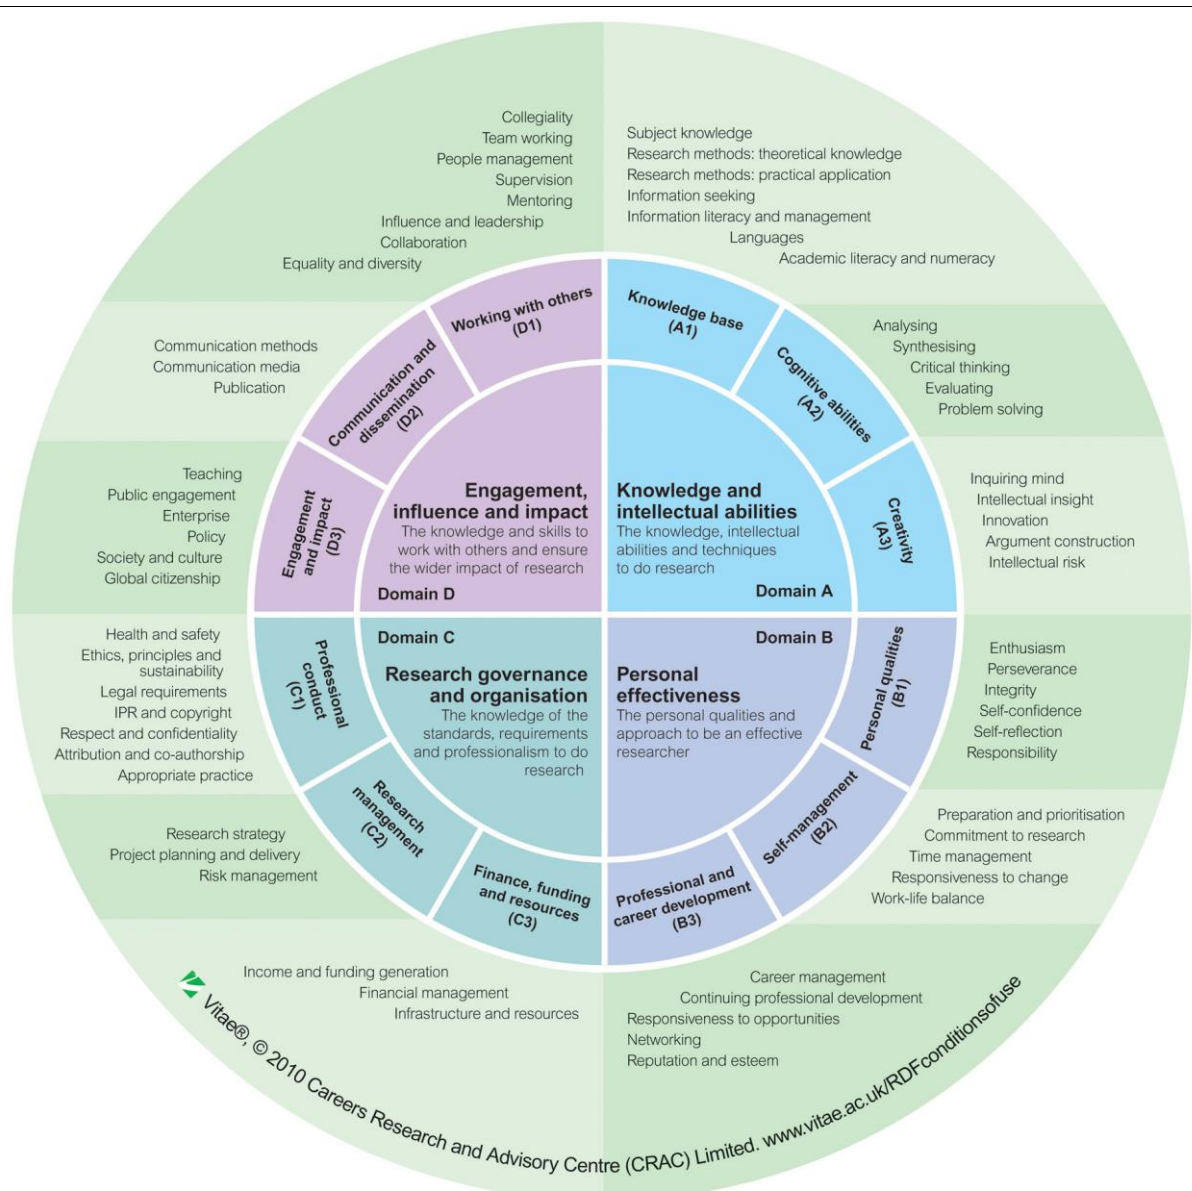 Collegiality
Team working
People management
Supervision
Mentoring
Influence and leadership
Collaboration
Equality and diversity
Subject knowledge
Research methods: theoretical knowledge
Research methods: practical application
Information seeking
Information literacy and management
Languages
Academic literacy and numeracy
Working with others
(D1)
Knowledge base
(A1)
Communication methods
Communication media
Publication
Communication and
dissemination
(D2)
Cognitive abilities
(A2)
Analysing
Synthesising
Critical thinking
Evaluating
Problem solving
Teaching
Public engagement
Enterprise
Policy
Society and culture
Global citizenship
Engagement
and impact
(D3)
Engagement,
influence and impact
The knowledge and skills to
work with others and ensure
the wider impact of research
Domain D
Knowledge and
intellectual abilities
The knowledge, intellectual
abilities and techniques
to do research
Domain A
Creativity
(A3)
Inquiring mind
Intellectual insight
Innovation
Argument construction
Intellectual risk
Health and safety
Ethics, principles and
sustainability
Legal requirements
IPR and copyright
Respect and confidentiality
Attribution and co-authorship
Appropriate practice
Professional
conduct
(C1)
Domain C
Research governance
and organisation
The knowledge of the
standards, requirements
and professionalism to do
research
Domain B
Personal
effectiveness
The personal qualities and
approach to be an effective
researcher
Personal qualities
(B1)
Enthusiasm
Perseverance
Integrity
Self-confidence
Self-reflection
Responsibility
Research strategy
Project planning and delivery
Risk management
Research
management
(C2)
Self-management
(B2)
Preparation and prioritisation
Commitment to research
Time management
Responsiveness to change
Work-life balance
Finance, funding
and resources
(C3)
Professional and
career development
(B3)
Income and funding generation
Financial management
Infrastructure and resources
Career management
Continuing professional development
Responsiveness to opportunities
Networking
Reputation and esteem
Vitae®, © 2010 Careers Research and Advisory Centre (CRAC) Limited. www.vitae.ac.uk/RDFconditionsofuse